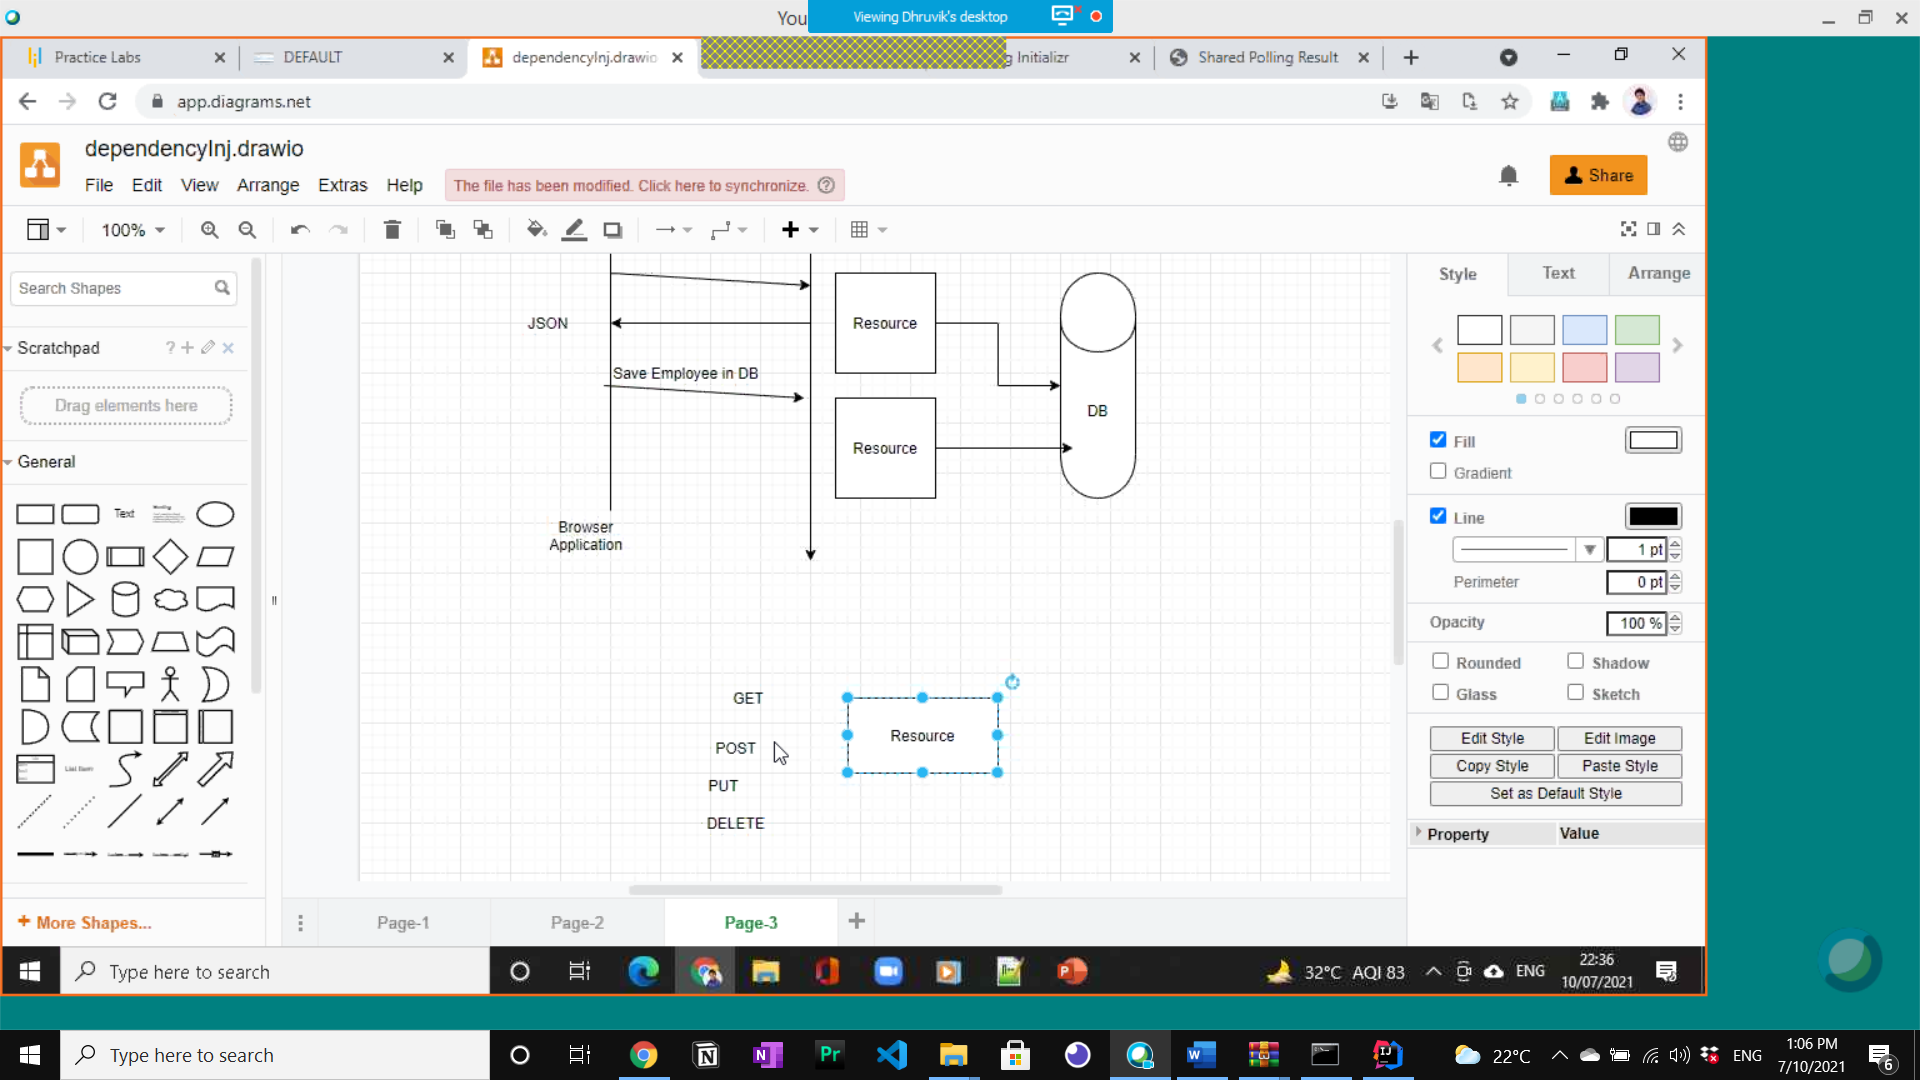 You
Viewing Dhruvik's desktop
Practice Labs
DEFAULT
dependencyInj.drawio
g Initializr
Shared Polling Result
app.diagrams.net
dependencyInj.drawio
File Edit View Arrange Extras Help
The file has been modified. Click here to synchronize.
Share
100%
Search Shapes
Scratchpad
Drag elements here
General
Text
List Item
More Shapes...
JSON
Save Employee in DB
Resource
Resource
DB
Browser
Application
GET
POST
PUT
DELETE
Resource
Page-1
Page-2
Page-3
Style
Text
Arrange
Fill
Gradient
Line
1 pt
Perimeter
0 pt
Opacity
100 %
Rounded
Shadow
Glass
Sketch
Edit Style
Edit Image
Copy Style
Paste Style
Set as Default Style
Property
Value
Type here to search
32°C AQI 83
ENG
22:36
10/07/2021
Type here to search
22°C
ENG
1:06 PM
7/10/2021
6